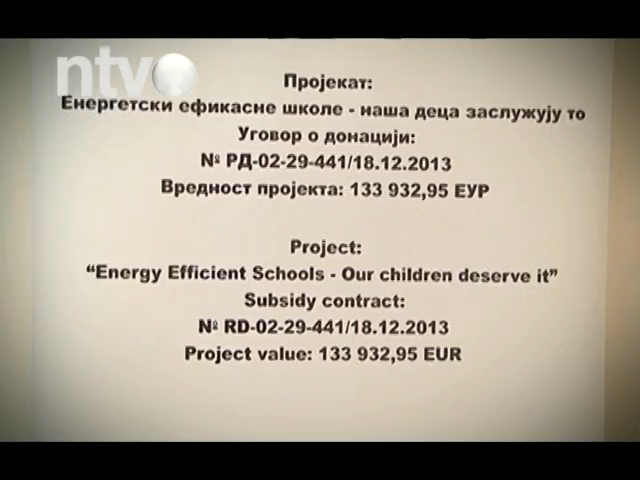 ntv
Пројекат:
Енергетски ефикасне школе - наша деца заслужују то
Уговор о донацији:
№ РД-02-29-441/18.12.2013
Вредност пројекта: 133 932,95 ЕУР
Project:
“Energy Efficient Schools - Our children deserve it”
Subsidy contract:
№ RD-02-29-441/18.12.2013
Project value: 133 932,95 EUR